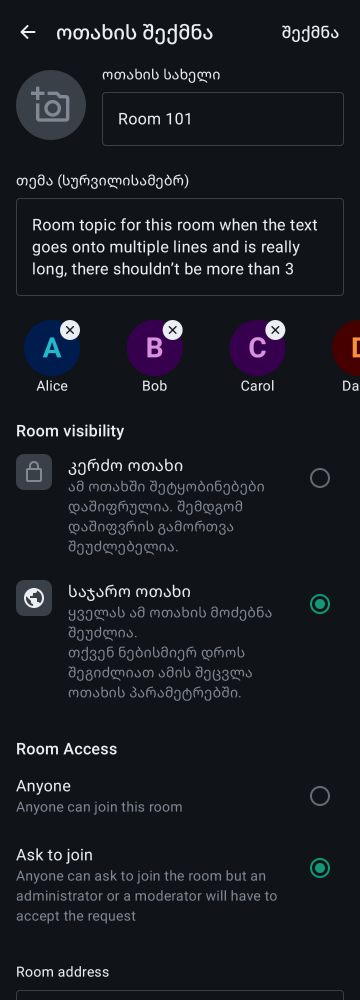 ოთახის შექმნა
შექმნა
ოთახის სახელი
Room 101
თემა (სურვილისამებრ)
Room topic for this room when the text
goes onto multiple lines and is really
long, there shouldn’t be more than 3
A
B
C
Alice
Bob
Carol
Da
Room visibility
კერძო ოთახი
ამ ოთახში შეტყობინებები
დაშიფრულია. შემდგომ
დაშიფვრის გამორთვა
შეუძლებელია.
საჯარო ოთახი
ყველას ამ ოთახის მოძებნა
შეუძლია.
თქვენ ნებისმიერ დროს
შეგიძლიათ ამის შეცვლა
ოთახის პარამეტრებში.
Room Access
Anyone
Anyone can join this room
Ask to join
Anyone can ask to join the room but an
administrator or a moderator will have to
accept the request
Room address